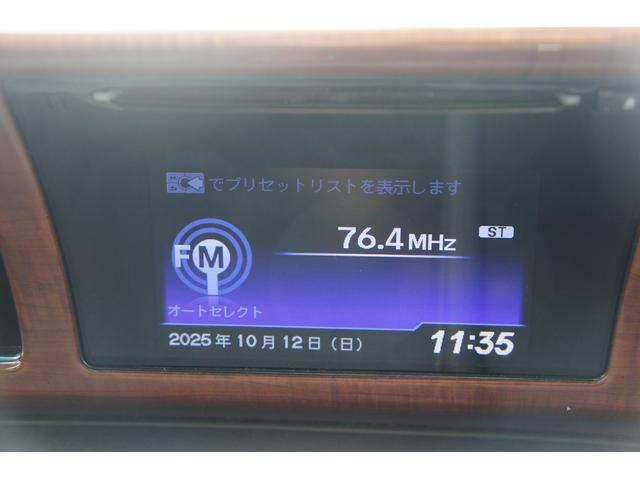 でプリセットリストを表示します
FM
76.4MHz
ST
オートセレクト
2025年10月12日(日)
11:35